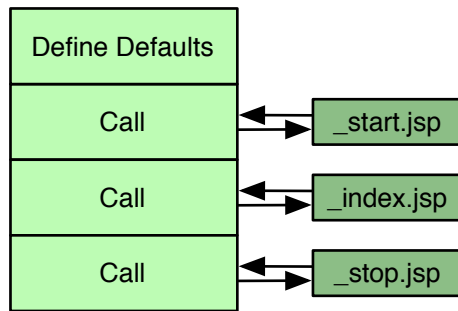 Define Defaults
Call
_start.jsp
Call
_index.jsp
Call
_stop.jsp